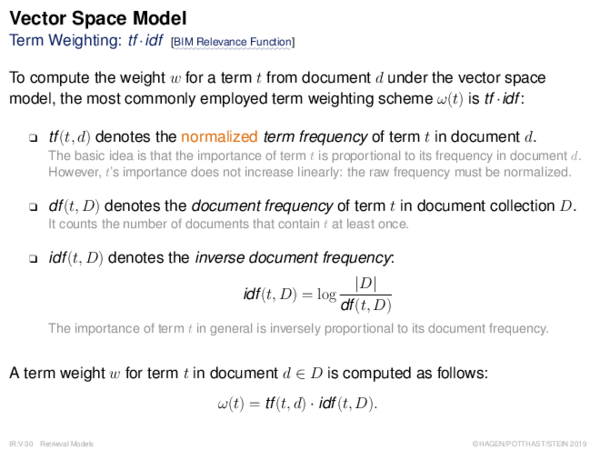 Vector Space Model
Term Weighting: tf·idf [BIM Relevance Function]
To compute the weight w for a term t from document d under the vector space
model, the most commonly employed term weighting scheme ω(t) is tf·idf:
❑ tf(t, d) denotes the normalized term frequency of term t in document d.
The basic idea is that the importance of term t is proportional to its frequency in document d.
However, t's importance does not increase linearly: the raw frequency must be normalized.
❑ df(t, D) denotes the document frequency of term t in document collection D.
It counts the number of documents that contain t at least once.
❑ idf(t, D) denotes the inverse document frequency:
idf(t, D) = log |D| / df(t, D)
The importance of term t in general is inversely proportional to its document frequency.
A term weight w for term t in document d ∈ D is computed as follows:
ω(t) = tf(t, d) · idf(t, D).
IR:V-30 Retrieval Models ©HAGEN/POTTHAST/STEIN 2019